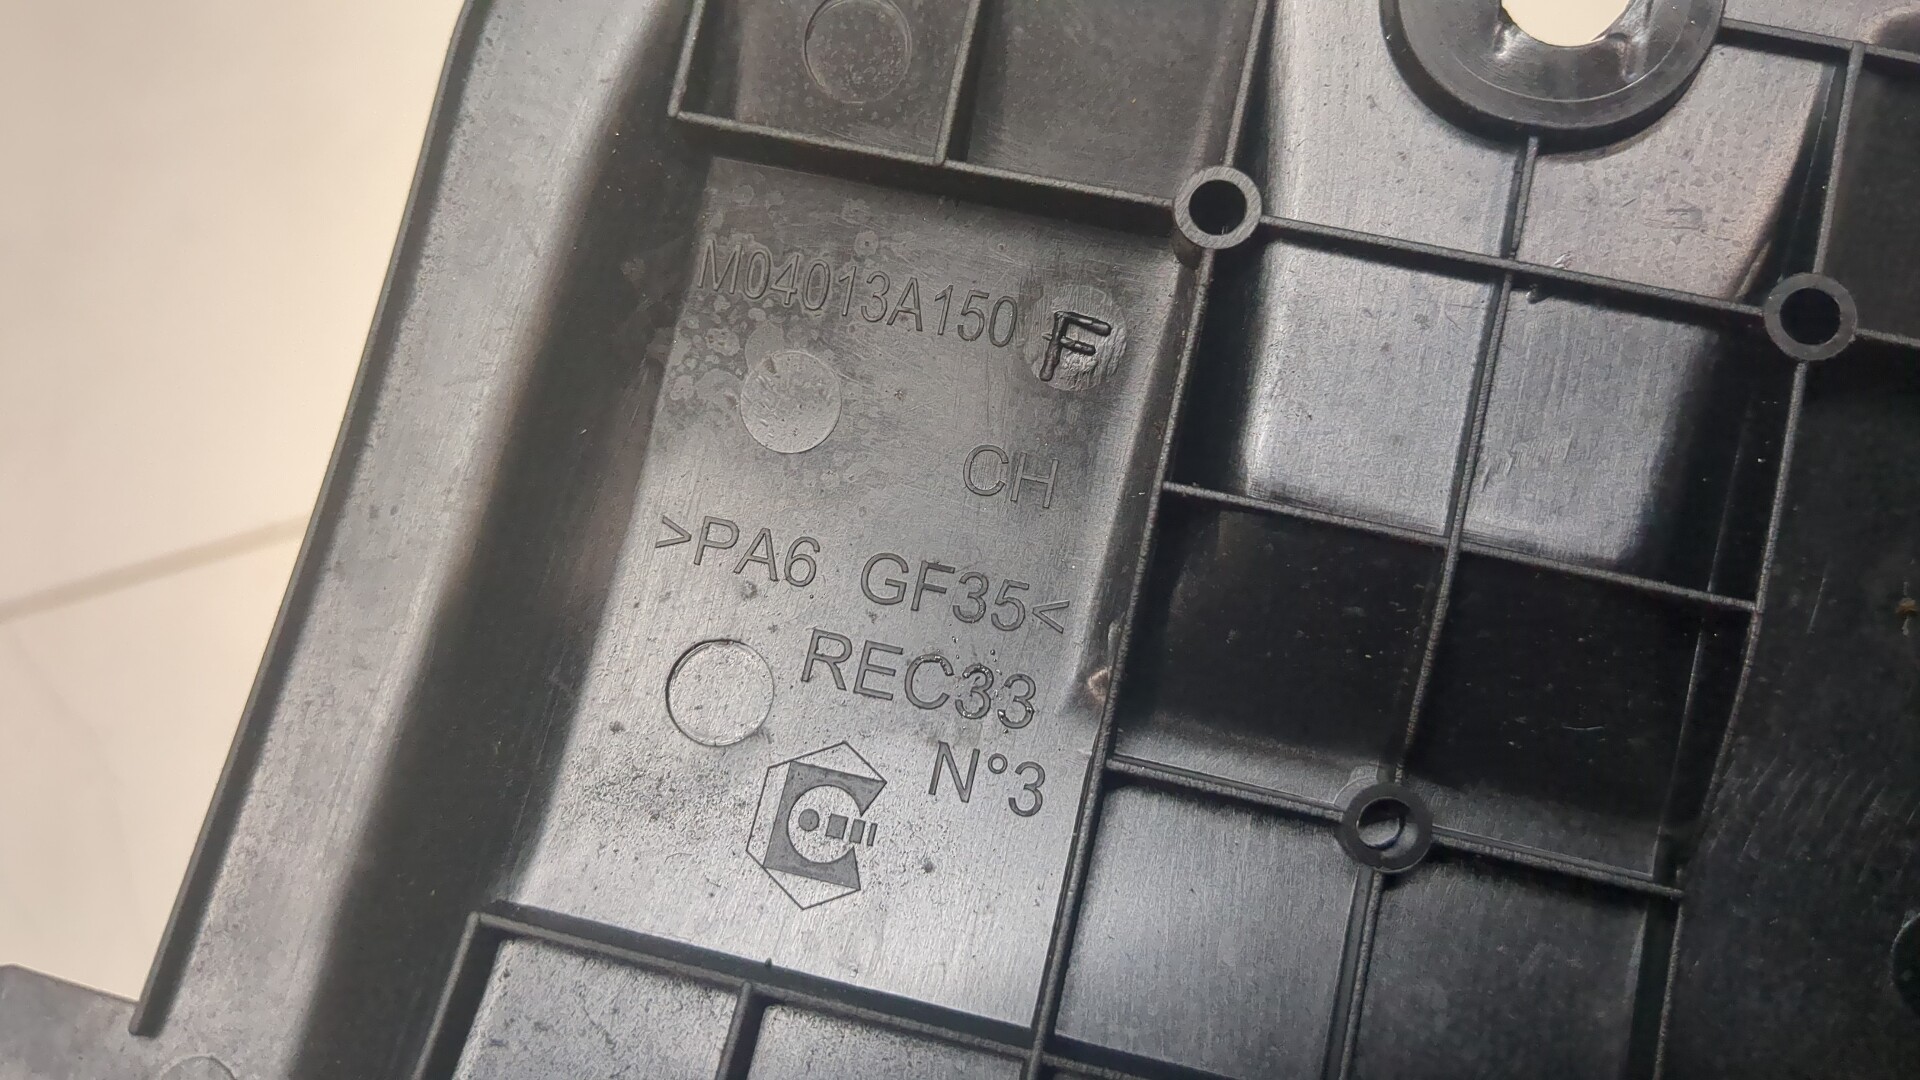 M04013A150 F
CH
>PA6 GF35<
REC33
N°3